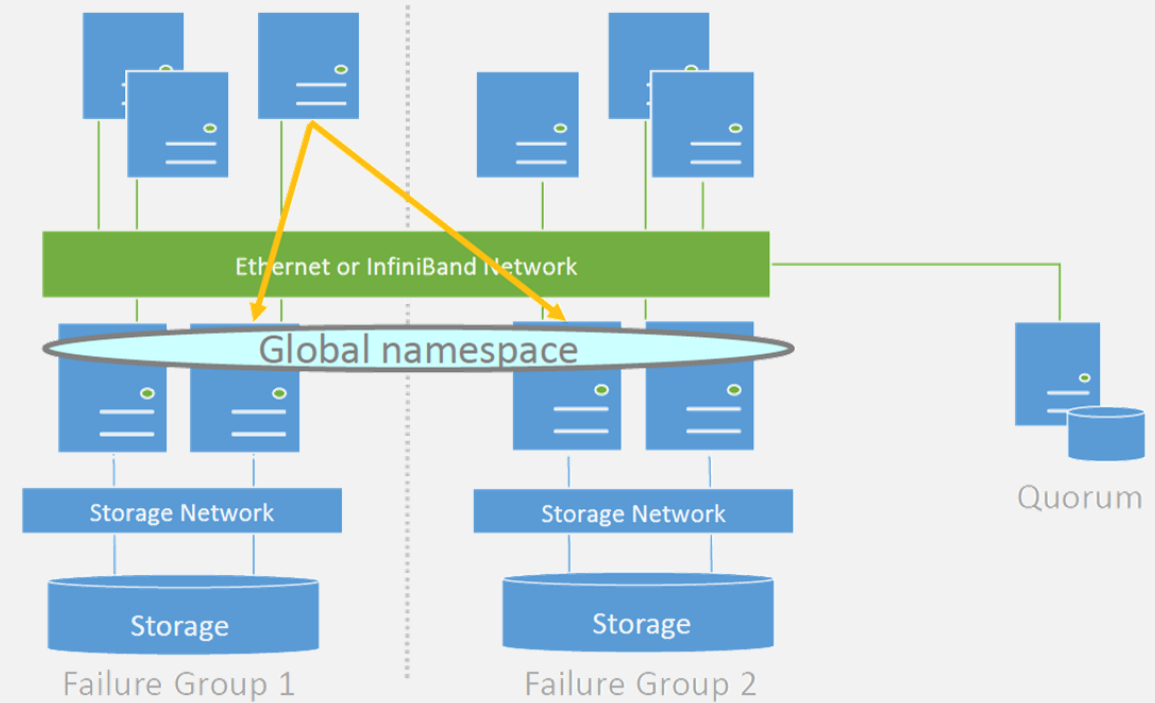 Ethernet or InfiniBand Network
Global namespace
Storage Network
Storage Network
Quorum
Storage
Storage
Failure Group 1
Failure Group 2